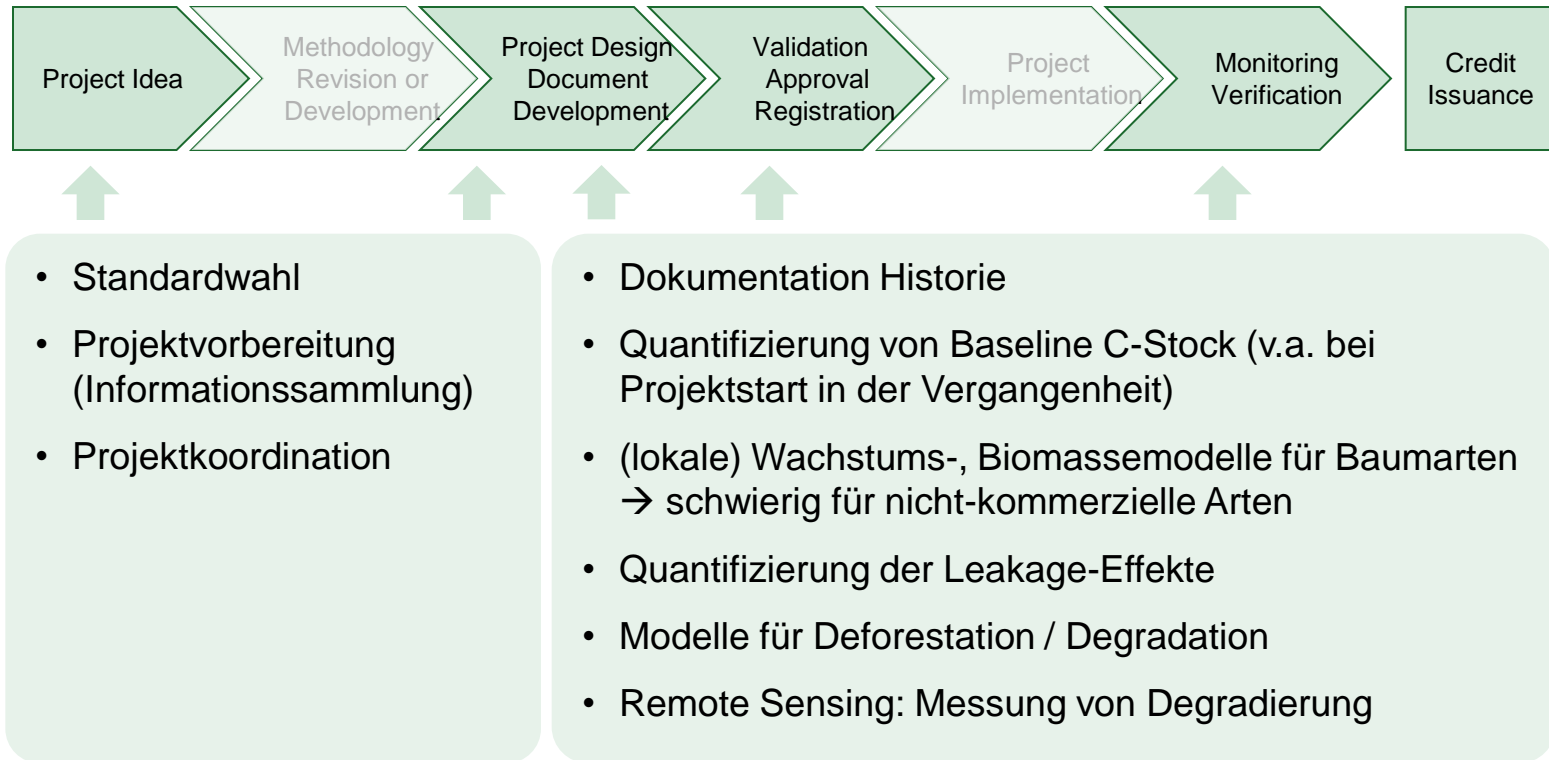 Project Idea
Methodology
Revision or
Development
Project Design
Document
Development
Validation
Approval
Registration
Project
Implementation
Monitoring
Verification
Credit
Issuance
• Standardwahl
• Projektvorbereitung
(Informationssammlung)
• Projektkoordination
• Dokumentation Historie
• Quantifizierung von Baseline C-Stock (v.a. bei
Projektstart in der Vergangenheit)
• (lokale) Wachstums-, Biomassemodelle für Baumarten
→ schwierig für nicht-kommerzielle Arten
• Quantifizierung der Leakage-Effekte
• Modelle für Deforestation / Degradation
• Remote Sensing: Messung von Degradierung